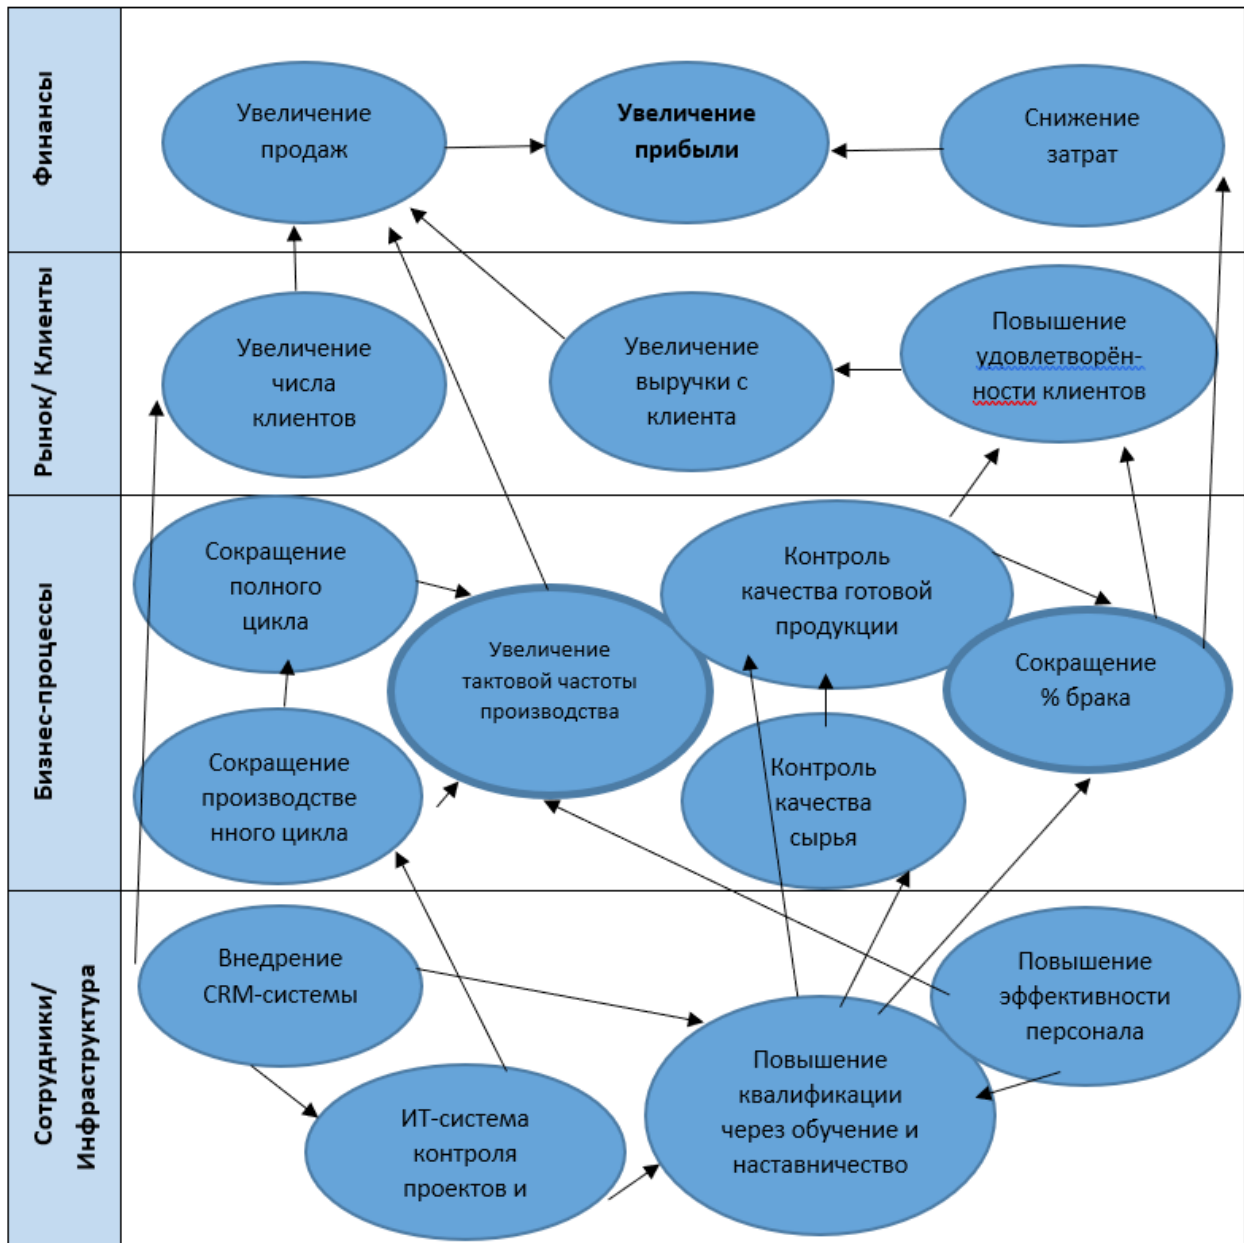 Финансы
Увеличение
продаж
Увеличение
прибыли
Снижение
затрат
Рынок/ Клиенты
Увеличение
числа
клиентов
Увеличение
выручки с
клиента
Повышение
удовлетворён-
ности клиентов
Бизнес-процессы
Сокращение
полного
цикла
Увеличение
тактовой частоты
производства
Контроль
качества готовой
продукции
Сокращение
% брака
Сокращение
производстве
нного цикла
Контроль
качества
сырья
Сотрудники/
Инфраструктура
Внедрение
CRM-системы
ИТ-система
контроля
проектов и
Повышение
квалификации
через обучение и
наставничество
Повышение
эффективности
персонала